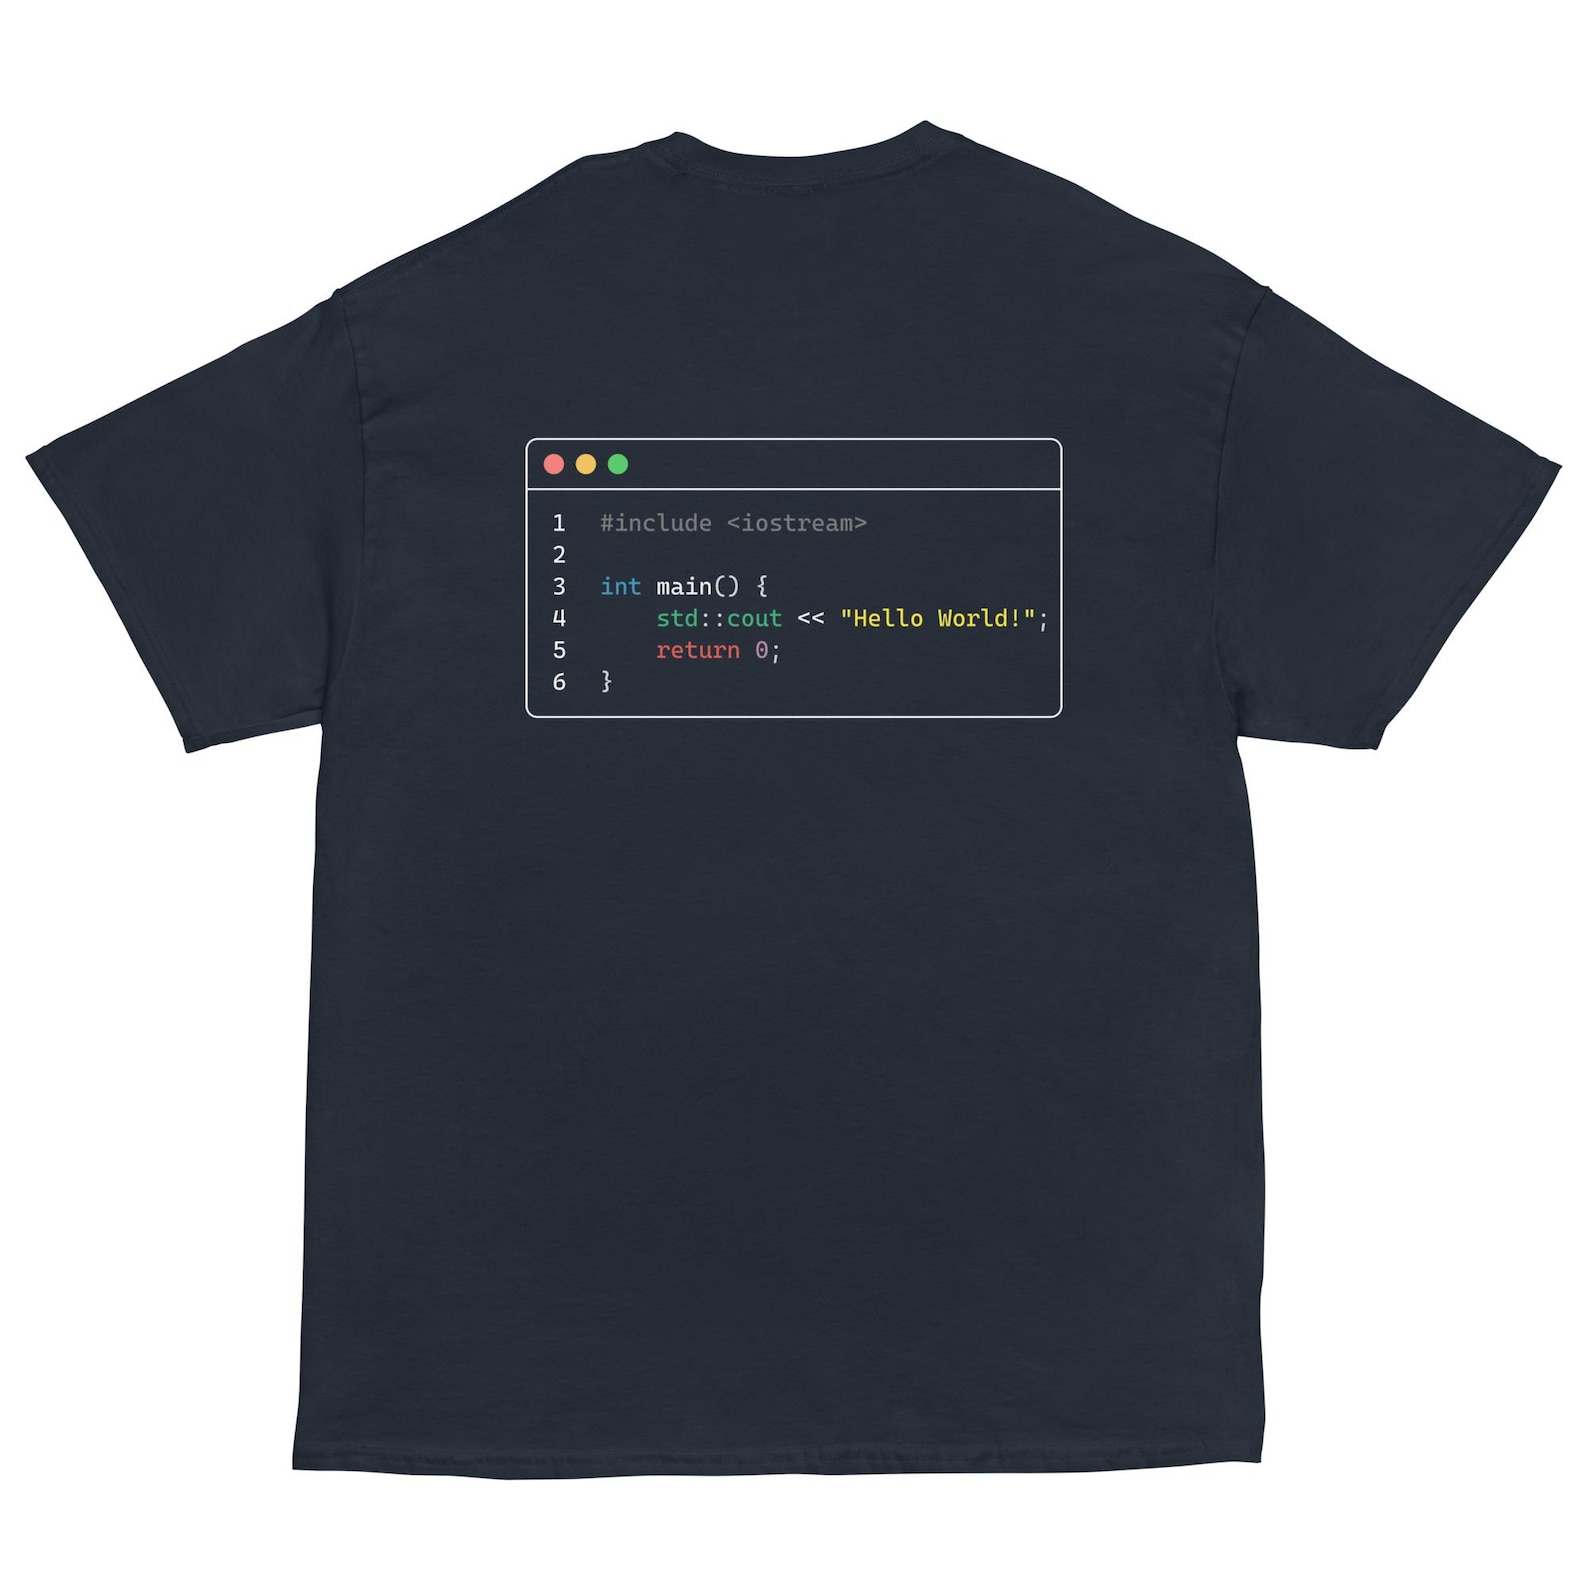 1 #include <iostream>
2
3 int main() {
4     std::cout << "Hello World!";
5     return 0;
6 }